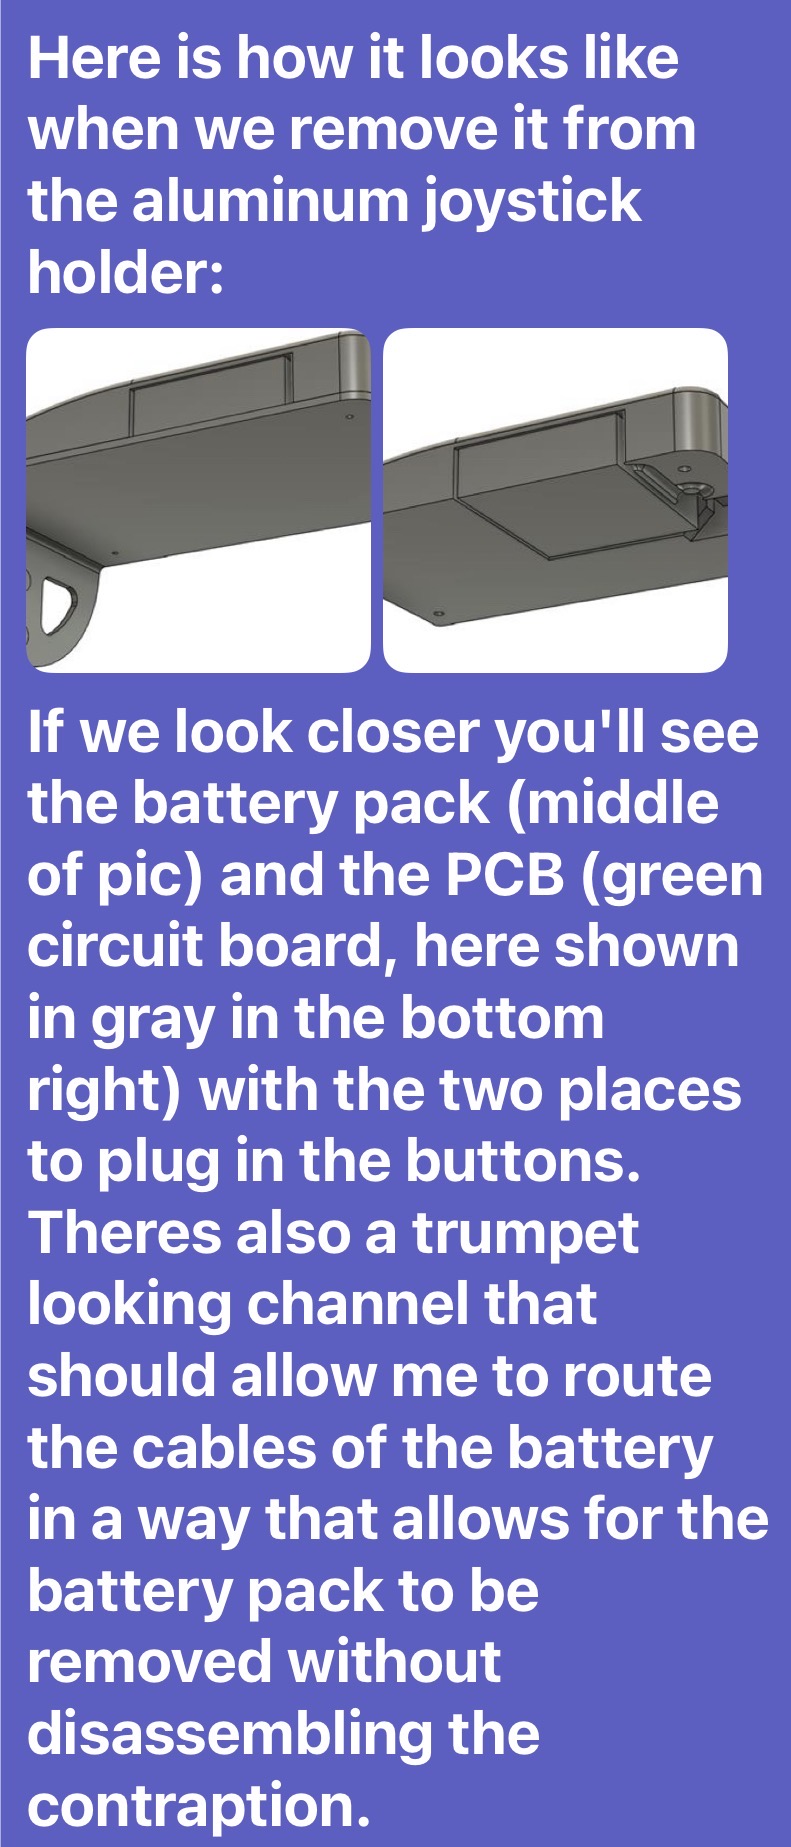 Here is how it looks like
when we remove it from
the aluminum joystick
holder:
If we look closer you'll see
the battery pack (middle
of pic) and the PCB (green
circuit board, here shown
in gray in the bottom
right) with the two places
to plug in the buttons.
Theres also a trumpet
looking channel that
should allow me to route
the cables of the battery
in a way that allows for the
battery pack to be
removed without
disassembling the
contraption.